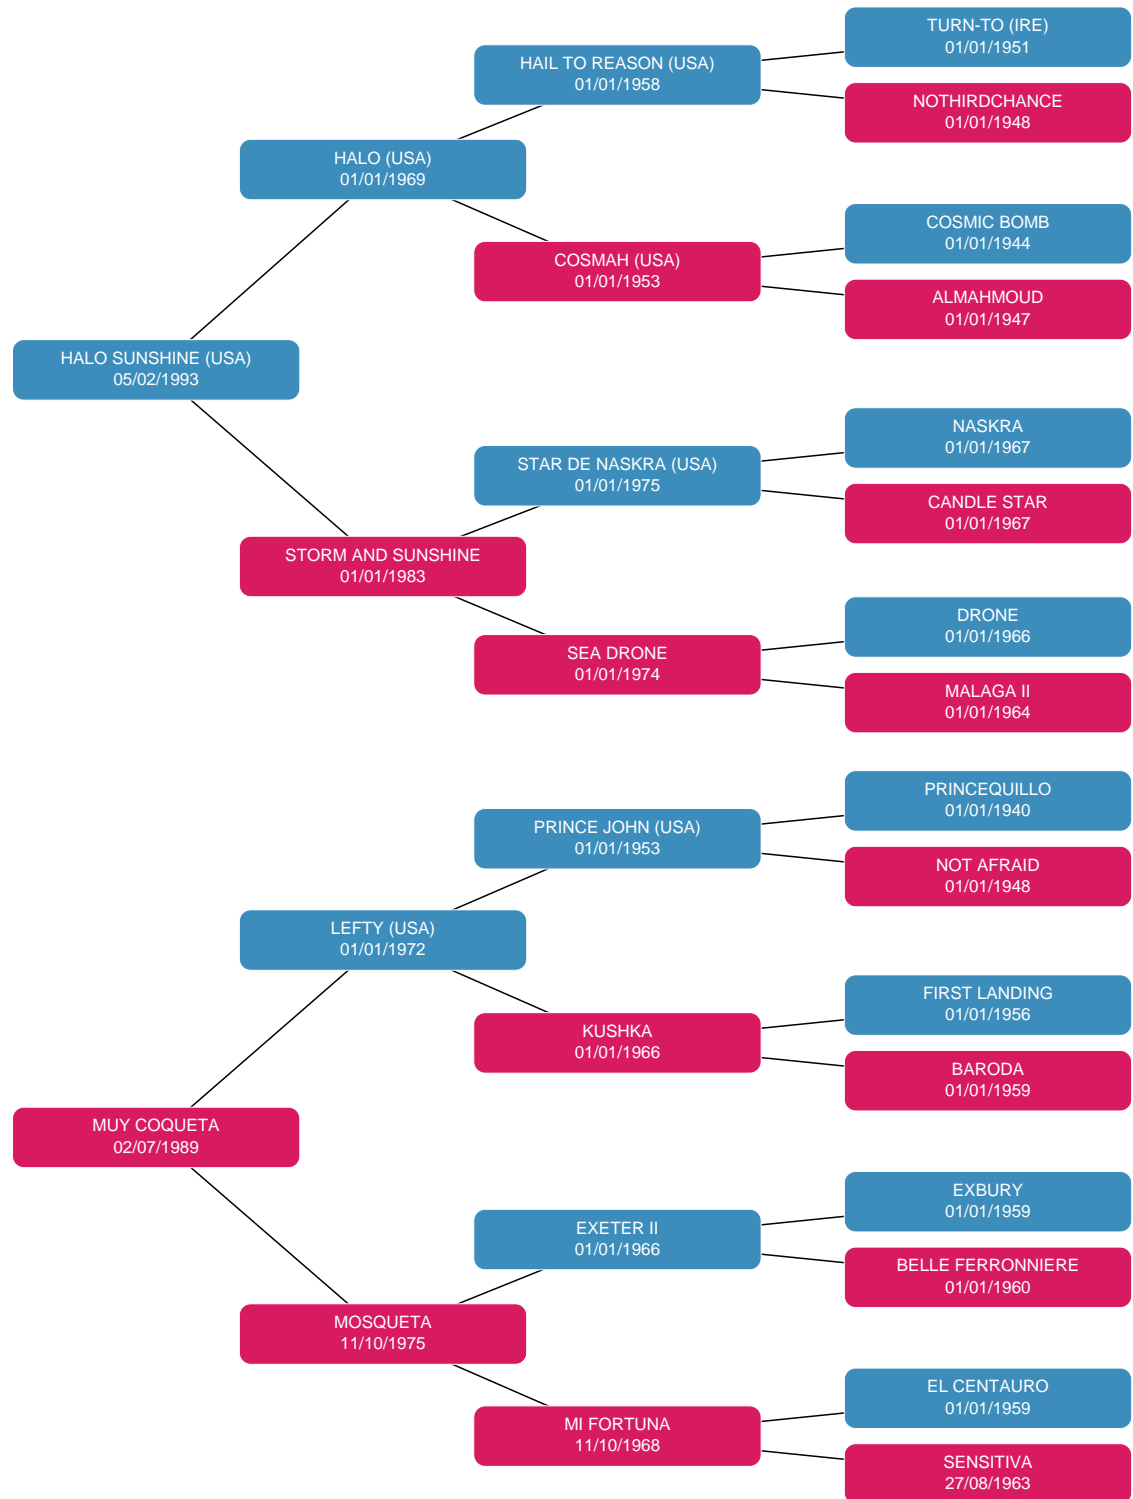 TURN-TO (IRE)
01/01/1951
HAIL TO REASON (USA)
01/01/1958
NOTHIRDCHANCE
01/01/1948
HALO (USA)
01/01/1969
COSMIC BOMB
01/01/1944
COSMAH (USA)
01/01/1953
ALMAHMOUD
01/01/1947
HALO SUNSHINE (USA)
05/02/1993
NASKRA
01/01/1967
STAR DE NASKRA (USA)
01/01/1975
CANDLE STAR
01/01/1967
STORM AND SUNSHINE
01/01/1983
DRONE
01/01/1966
SEA DRONE
01/01/1974
MALAGA II
01/01/1964
PRINCEQUILLO
01/01/1940
PRINCE JOHN (USA)
01/01/1953
NOT AFRAID
01/01/1948
LEFTY (USA)
01/01/1972
FIRST LANDING
01/01/1956
KUSHKA
01/01/1966
BARODA
01/01/1959
MUY COQUETA
02/07/1989
EXBURY
01/01/1959
EXETER II
01/01/1966
BELLE FERRONNIERE
01/01/1960
MOSQUETA
11/10/1975
EL CENTAURO
01/01/1959
MI FORTUNA
11/10/1968
SENSITIVA
27/08/1963